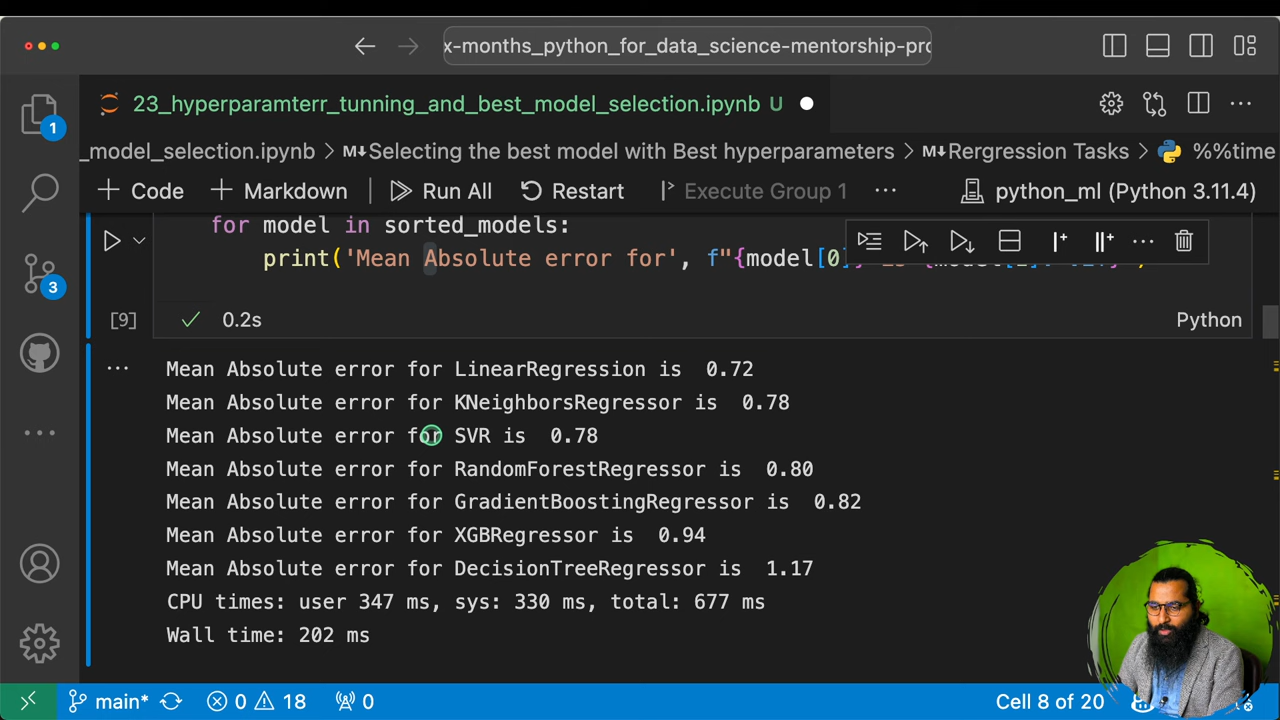 x-months_python_for_data_science-mentorship-pro
23_hyperparamterr_tunning_and_best_model_selection.ipynb U
_model_selection.ipynb > M↓Selecting the best model with Best hyperparameters > M↓Rergression Tasks > %%time
+ Code + Markdown | Run All Restart Execute Group 1 ...
python_ml (Python 3.11.4)
for model in sorted_models:
print('Mean Absolute error for', f"{model[0]
[9] ✓ 0.2s Python
Mean Absolute error for LinearRegression is 0.72
Mean Absolute error for KNeighborsRegressor is 0.78
Mean Absolute error for SVR is 0.78
Mean Absolute error for RandomForestRegressor is 0.80
Mean Absolute error for GradientBoostingRegressor is 0.82
Mean Absolute error for XGBRegressor is 0.94
Mean Absolute error for DecisionTreeRegressor is 1.17
CPU times: user 347 ms, sys: 330 ms, total: 677 ms
Wall time: 202 ms
1
3
main* 0 18 0 Cell 8 of 20